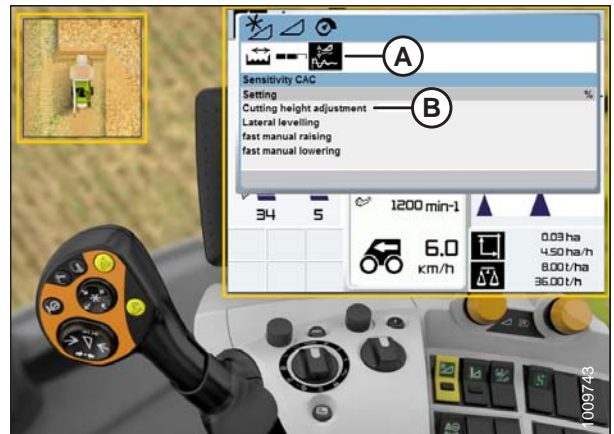 A
Sensitivity CAC
Setting %
Cutting height adjustment
B
Lateral levelling
fast manual raising
fast manual lowering
34 5
1200 min-1
6.0
km/h
0.03 ha
4.50 ha/h
8.00 t/ha
36.00 t/h
1009743